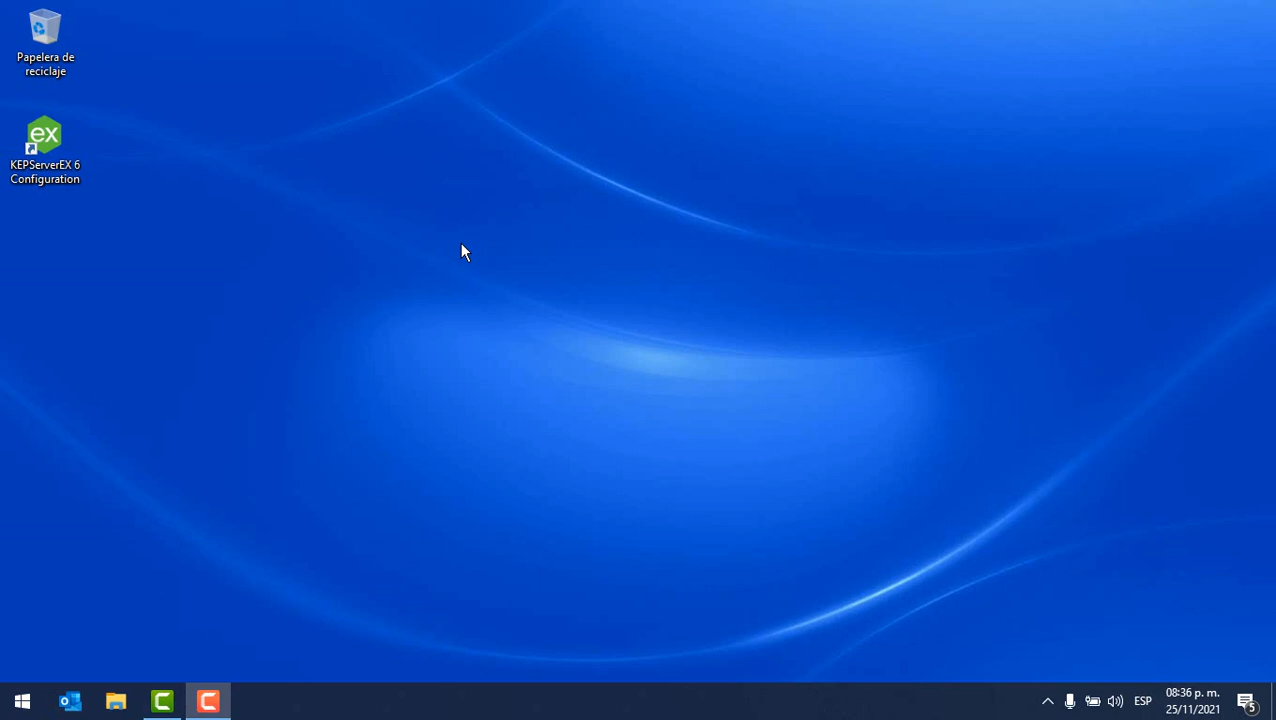 Papelera de
reciclaje
ex
KEPServerEX 6
Configuration
ESP
08:36 p. m.
25/11/2021
5